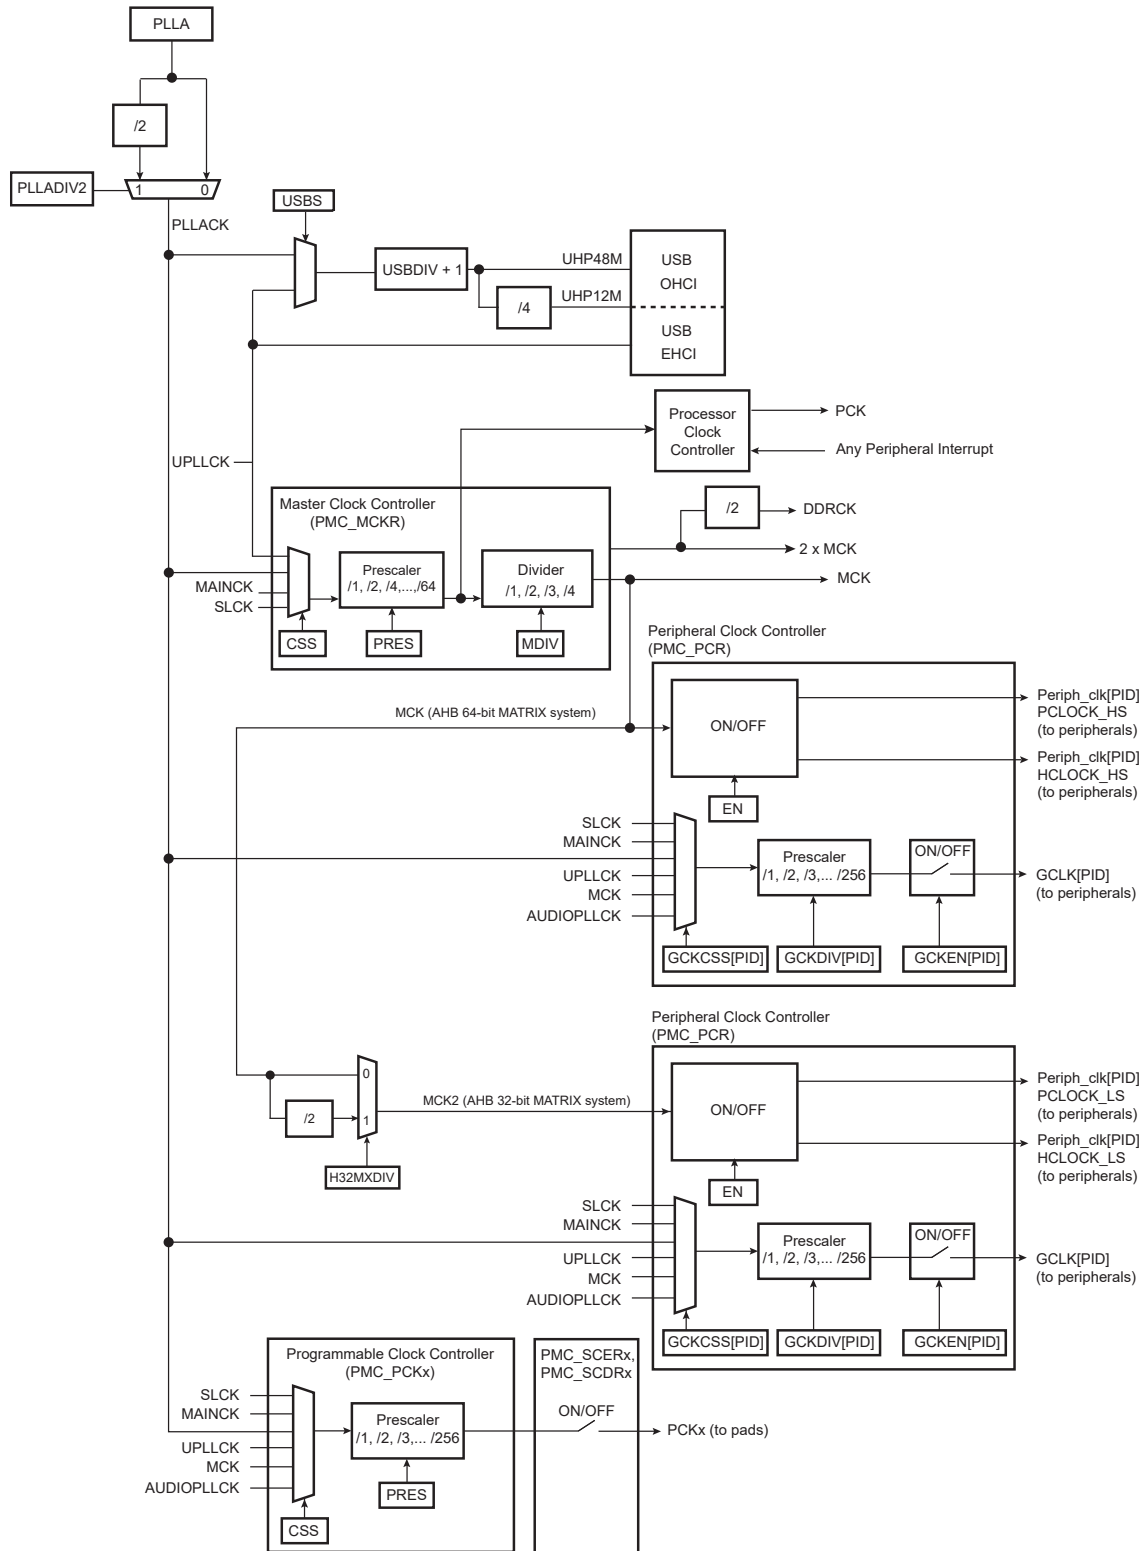 PLLA
/2
PLLADIV2
1
0
PLLACK
USBS
USBDIV + 1
UHP48M
USB
OHCI
/4
UHP12M
USB
EHCI
Processor
Clock
Controller
PCK
Any Peripheral Interrupt
UPLLCK
Master Clock Controller
(PMC_MCKR)
/2
DDRCK
2 x MCK
Prescaler
/1, /2, /4,...,/64
Divider
/1, /2, /3, /4
MCK
MAINCK
SLCK
CSS
PRES
MDIV
Peripheral Clock Controller
(PMC_PCR)
MCK (AHB 64-bit MATRIX system)
ON/OFF
Periph_clk[PID]
PCLOCK_HS
(to peripherals)
Periph_clk[PID]
HCLOCK_HS
(to peripherals)
EN
SLCK
MAINCK
UPLLCK
MCK
AUDIOPLLCK
Prescaler
/1, /2, /3,... /256
ON/OFF
GCLK[PID]
(to peripherals)
GCKCSS[PID]
GCKDIV[PID]
GCKEN[PID]
Peripheral Clock Controller
(PMC_PCR)
0
/2
1
H32MXDIV
MCK2 (AHB 32-bit MATRIX system)
ON/OFF
Periph_clk[PID]
PCLOCK_LS
(to peripherals)
Periph_clk[PID]
HCLOCK_LS
(to peripherals)
EN
SLCK
MAINCK
UPLLCK
MCK
AUDIOPLLCK
Prescaler
/1, /2, /3,... /256
ON/OFF
GCLK[PID]
(to peripherals)
GCKCSS[PID]
GCKDIV[PID]
GCKEN[PID]
Programmable Clock Controller
(PMC_PCKx)
PMC_SCERx,
PMC_SCDRx
SLCK
MAINCK
UPLLCK
MCK
AUDIOPLLCK
Prescaler
/1, /2, /3,... /256
ON/OFF
PCKx (to pads)
PRES
CSS